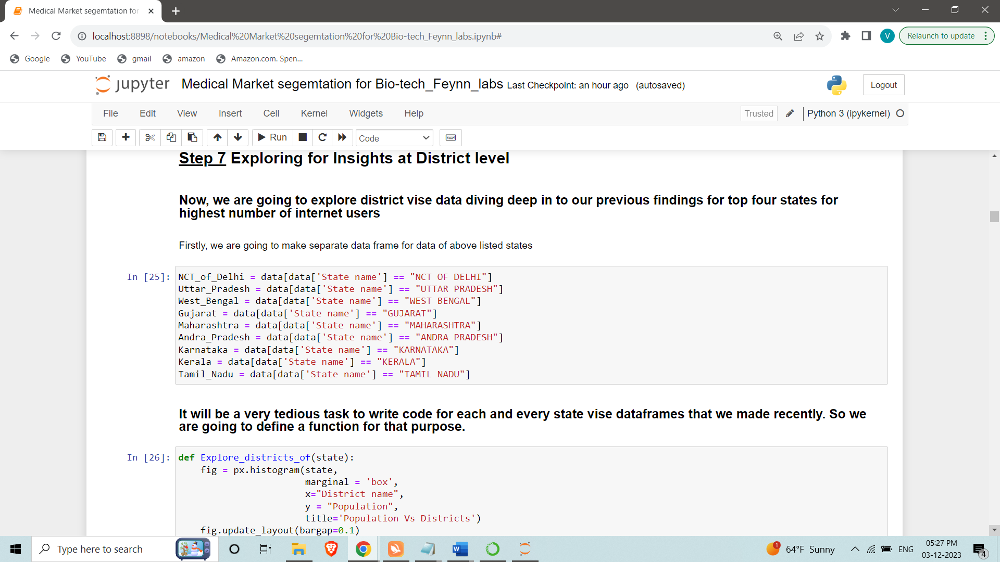 Medical Market segemtation for
localhost:8898/notebooks/Medical%20Market%20segemtation%20for%20Bio-tech_Feynn_labs.ipynb#
V
Relaunch to update
Google
YouTube
gmail
amazon
Amazon.com. Spen...
jupyter
Medical Market segemtation for Bio-tech_Feynn_labs Last Checkpoint: an hour ago (autosaved)
Logout
File Edit View Insert Cell Kernel Widgets Help
Trusted
Python 3 (ipykernel)
Run
Code
Step 7 Exploring for Insights at District level
Now, we are going to explore district vise data diving deep in to our previous findings for top four states for
highest number of internet users
Firstly, we are going to make separate data frame for data of above listed states
In [25]: NCT_of_Delhi = data[data['State name'] == "NCT OF DELHI"]
Uttar_Pradesh = data[data['State name'] == "UTTAR PRADESH"]
West_Bengal = data[data['State name'] == "WEST BENGAL"]
Gujarat = data[data['State name'] == "GUJARAT"]
Maharashtra = data[data['State name'] == "MAHARASHTRA"]
Andra_Pradesh = data[data['State name'] == "ANDRA PRADESH"]
Karnataka = data[data['State name'] == "KARNATAKA"]
Kerala = data[data['State name'] == "KERALA"]
Tamil_Nadu = data[data['State name'] == "TAMIL NADU"]
It will be a very tedious task to write code for each and every state vise dataframes that we made recently. So we
are going to define a function for that purpose.
In [26]: def Explore_districts_of(state):
fig = px.histogram(state,
marginal = 'box',
x="District name",
y = "Population",
title='Population Vs Districts')
fig.update_layout(bargap=0.1)
Type here to search
W
1
64°F Sunny
ENG
05:27 PM
03-12-2023
4